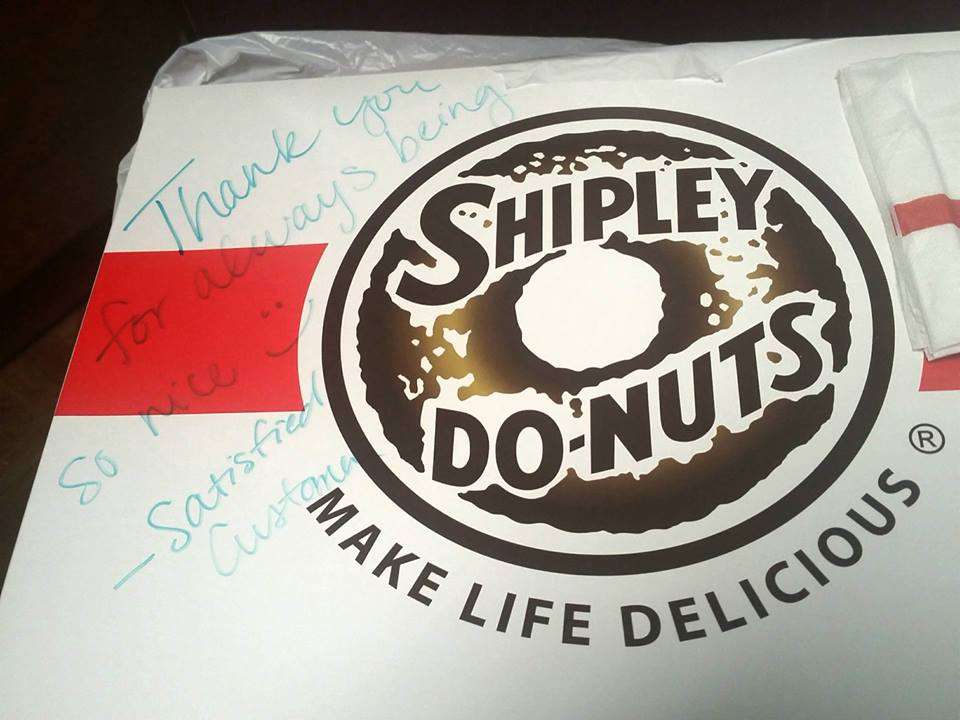 Thank you
for always being
so nice :)
- Satisfied
Customer
SHIPLEY
DO-NUTS
MAKE LIFE DELICIOUS ®